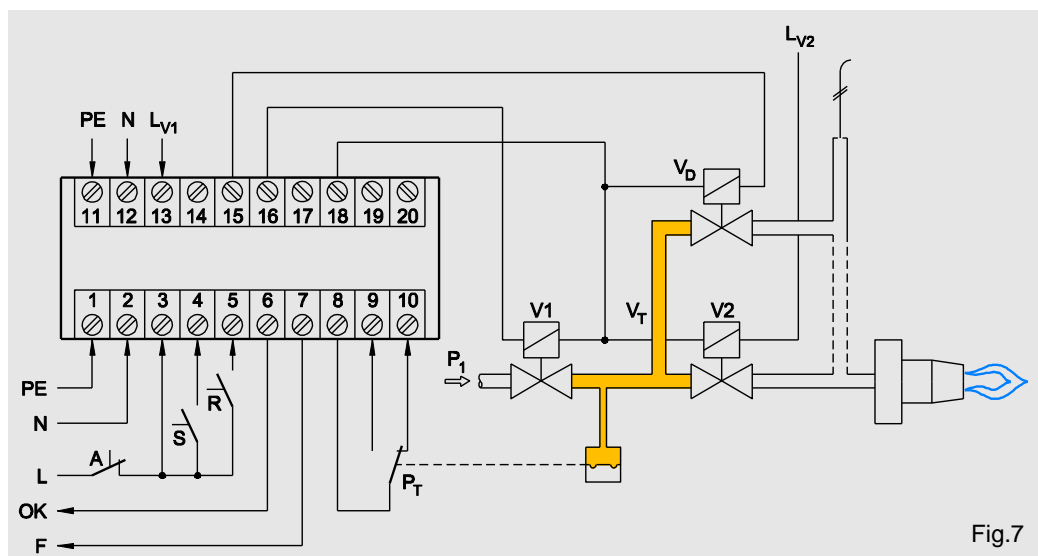 L_V2
PE N L_V1
V_D
11 12 13 14 15 16 17 18 19 20
1 2 3 4 5 6 7 8 9 10
V1 V_T V2
P_1
PE
R
N
S
A
L
P_T
OK
F
Fig.7